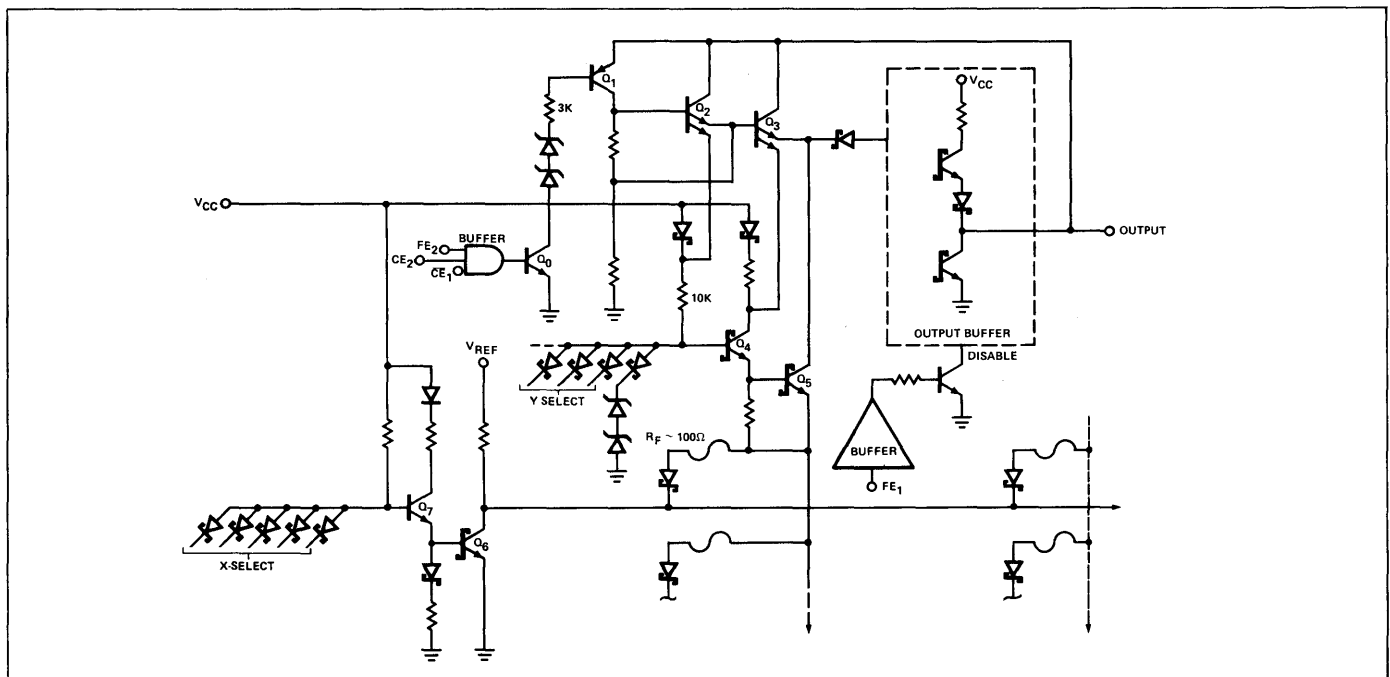 VCC
Q1
3K
Q2
Q3
VCC
VCC
FE2
BUFFER
CE2
CE1
Q0
OUTPUT
10K
OUTPUT BUFFER
DISABLE
VREF
Q4
Y SELECT
Q5
RF ~ 100Ω
BUFFER
FE1
Q7
Q6
X-SELECT